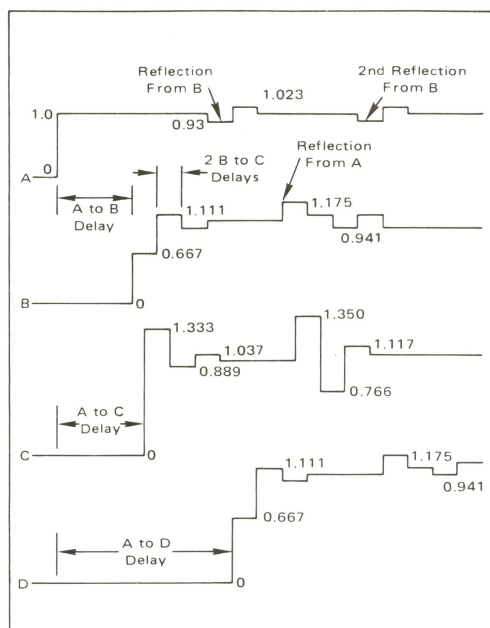 Reflection
From B
2nd Reflection
From B
1.023
1.0
0.93
Reflection
From A
0
A
2 B to C
Delays
A to B
Delay
1.111
1.175
0.667
0.941
B
0
1.333
1.350
1.037
1.117
0.889
0.766
A to C
Delay
C
0
1.111
1.175
0.667
0.941
A to D
Delay
D
0